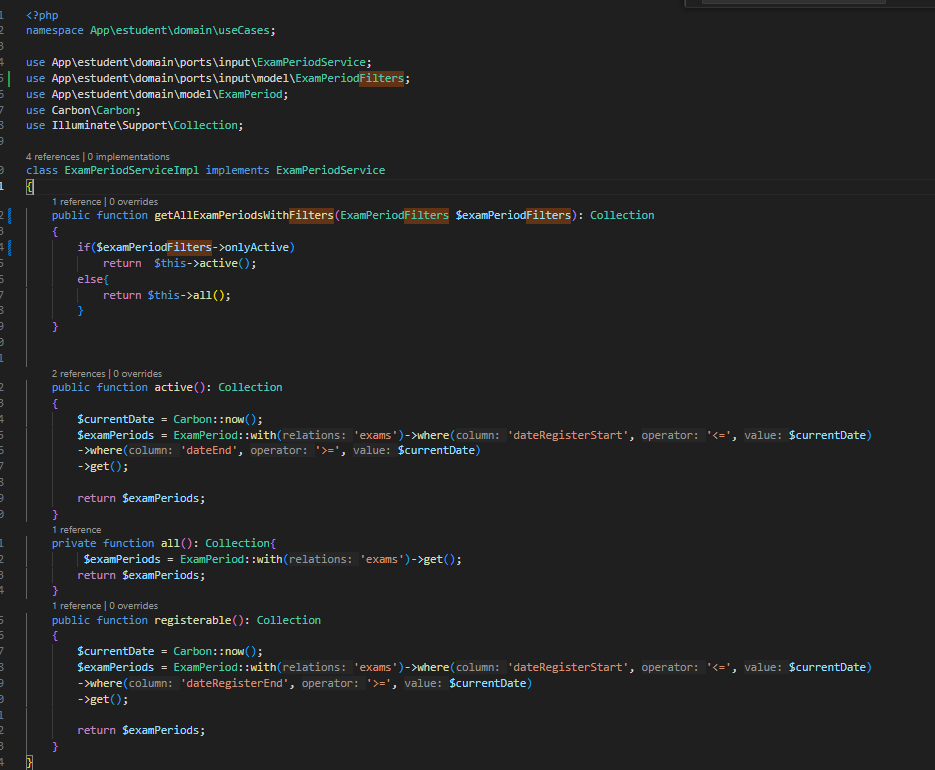 <?php
namespace App\estudent\domain\useCases;
use App\estudent\domain\ports\input\ExamPeriodService;
use App\estudent\domain\ports\input\model\ExamPeriodFilters;
use App\estudent\domain\model\ExamPeriod;
use Carbon\Carbon;
use Illuminate\Support\Collection;
4 references | 0 implementations
class ExamPeriodServiceImpl implements ExamPeriodService
{
1 reference | 0 overrides
public function getAllExamPeriodsWithFilters(ExamPeriodFilters $examPeriodFilters): Collection
{
if($examPeriodFilters->onlyActive)
return  $this->active();
else{
return $this->all();
}
}
2 references | 0 overrides
public function active(): Collection
{
$currentDate = Carbon::now();
$examPeriods = ExamPeriod::with(relations: 'exams')->where(column: 'dateRegisterStart', operator: '<=', value: $currentDate)
->where(column: 'dateEnd', operator: '>=', value: $currentDate)
->get();
return $examPeriods;
}
1 reference
private function all(): Collection{
$examPeriods = ExamPeriod::with(relations: 'exams')->get();
return $examPeriods;
}
1 reference | 0 overrides
public function registerable(): Collection
{
$currentDate = Carbon::now();
$examPeriods = ExamPeriod::with(relations: 'exams')->where(column: 'dateRegisterStart', operator: '<=', value: $currentDate)
->where(column: 'dateRegisterEnd', operator: '>=', value: $currentDate)
->get();
return $examPeriods;
}
}